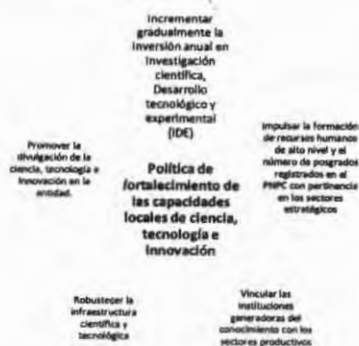 Incrementar
gradualmente la
inversión anual en
investigación
científica,
Desarrollo
tecnológico y
experimental
(IDE)
Impulsar la formación
de recursos humanos
de alto nivel y el
número de posgrados
registrados en el
PNPC con pertinencia
en los sectores
estratégicos
Promover la
divulgación de la
ciencia, tecnología e
innovación en la
entidad.
Política de
fortalecimiento de
las capacidades
locales de ciencia,
tecnología e
innovación
Robustecer la
infraestructura
científica y
tecnológica
Vincular las
instituciones
generadoras del
conocimiento con los
sectores productivos